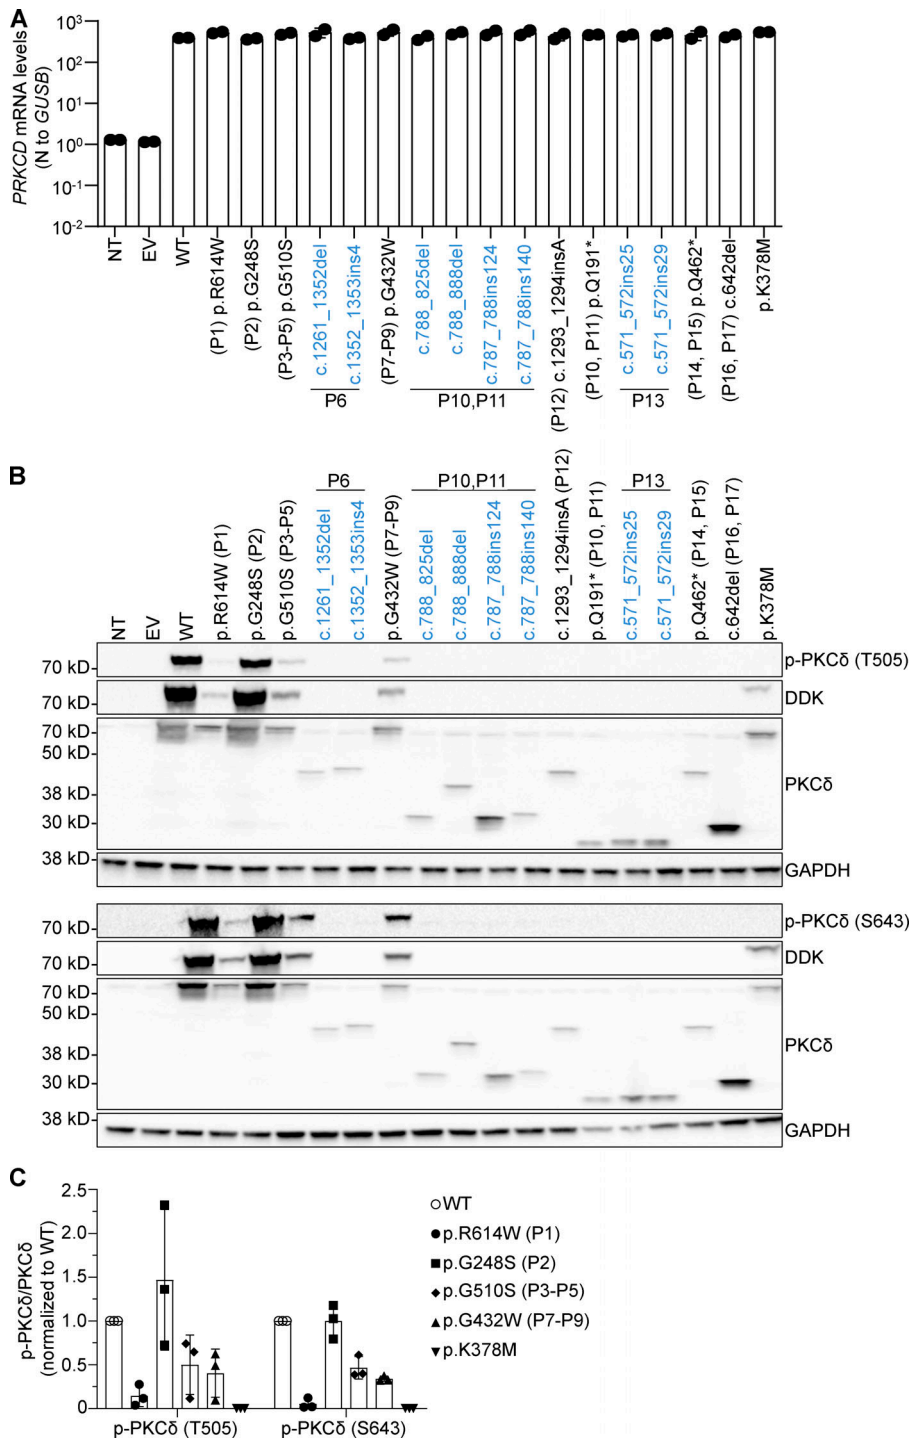 A
PRKCD mRNA levels
(N to GUSB)
10³
10²
10¹
10⁰
10⁻¹
10⁻²
NT
EV
WT
(P1) p.R614W
(P2) p.G248S
(P3-P5) p.G510S
c.1261_1352del
c.1352_1353ins4
(P7-P9) p.G432W
c.788_825del
c.788_888del
c.787_788ins124
c.787_788ins140
(P12) c.1293_1294insA
(P10, P11) p.Q191*
c.571_572ins25
c.571_572ins29
(P14, P15) p.Q462*
(P16, P17) c.642del
p.K378M
P6
P10,P11
P13
B
P6
P10,P11
P13
NT
EV
WT
p.R614W (P1)
p.G248S (P2)
p.G510S (P3-P5)
c.1261_1352del
c.1352_1353ins4
p.G432W (P7-P9)
c.788_825del
c.788_888del
c.787_788ins124
c.787_788ins140
c.1293_1294insA (P12)
p.Q191* (P10, P11)
c.571_572ins25
c.571_572ins29
p.Q462* (P14, P15)
c.642del (P16, P17)
p.K378M
70 kD
p-PKCδ (T505)
70 kD
DDK
70 kD
50 kD
38 kD
30 kD
PKCδ
38 kD
GAPDH
70 kD
p-PKCδ (S643)
70 kD
DDK
70 kD
50 kD
38 kD
30 kD
PKCδ
38 kD
GAPDH
C
p-PKCδ/PKCδ
(normalized to WT)
2.5
2.0
1.5
1.0
0.5
0
p-PKCδ (T505)
p-PKCδ (S643)
WT
p.R614W (P1)
p.G248S (P2)
p.G510S (P3-P5)
p.G432W (P7-P9)
p.K378M